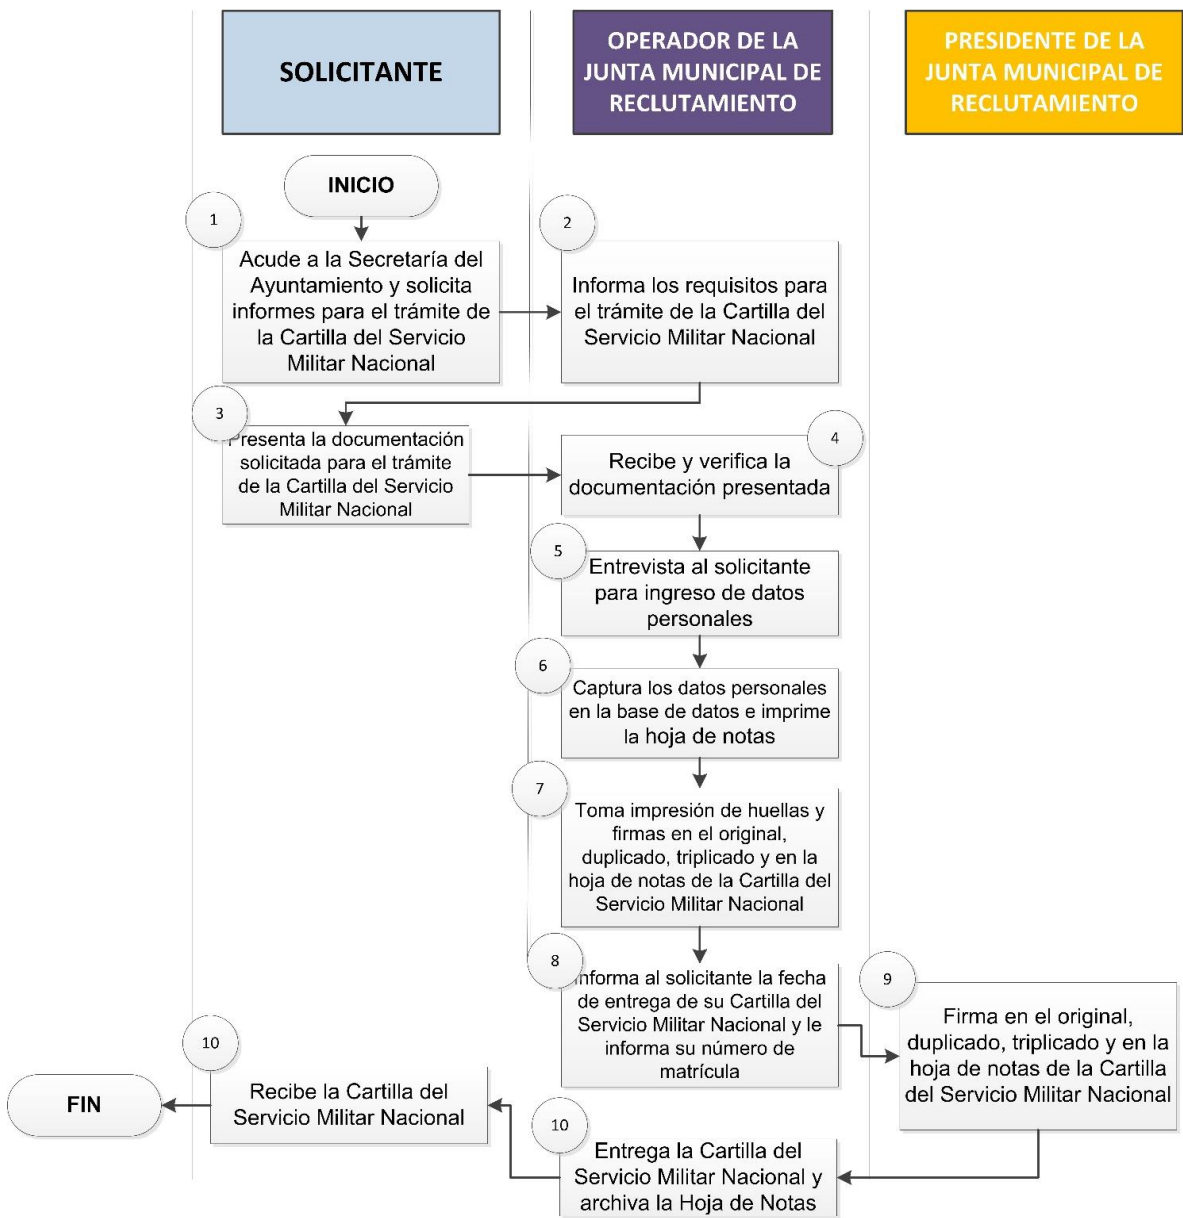 SOLICITANTE
OPERADOR DE LA
JUNTA MUNICIPAL DE
RECLUTAMIENTO
PRESIDENTE DE LA
JUNTA MUNICIPAL DE
RECLUTAMIENTO
INICIO
1
Acude a la Secretaría del
Ayuntamiento y solicita
informes para el trámite de
la Cartilla del Servicio
Militar Nacional
2
Informa los requisitos para
el trámite de la Cartilla del
Servicio Militar Nacional
3
Presenta la documentación
solicitada para el trámite
de la Cartilla del Servicio
Militar Nacional
4
Recibe y verifica la
documentación presentada
5
Entrevista al solicitante
para ingreso de datos
personales
6
Captura los datos personales
en la base de datos e imprime
la hoja de notas
7
Toma impresión de huellas y
firmas en el original,
duplicado, triplicado y en la
hoja de notas de la Cartilla del
Servicio Militar Nacional
8
Informa al solicitante la fecha
de entrega de su Cartilla del
Servicio Militar Nacional y le
informa su número de
matrícula
9
Firma en el original,
duplicado, triplicado y en la
hoja de notas de la Cartilla
del Servicio Militar Nacional
10
Entrega la Cartilla del
Servicio Militar Nacional y
archiva la Hoja de Notas
10
Recibe la Cartilla del
Servicio Militar Nacional
FIN